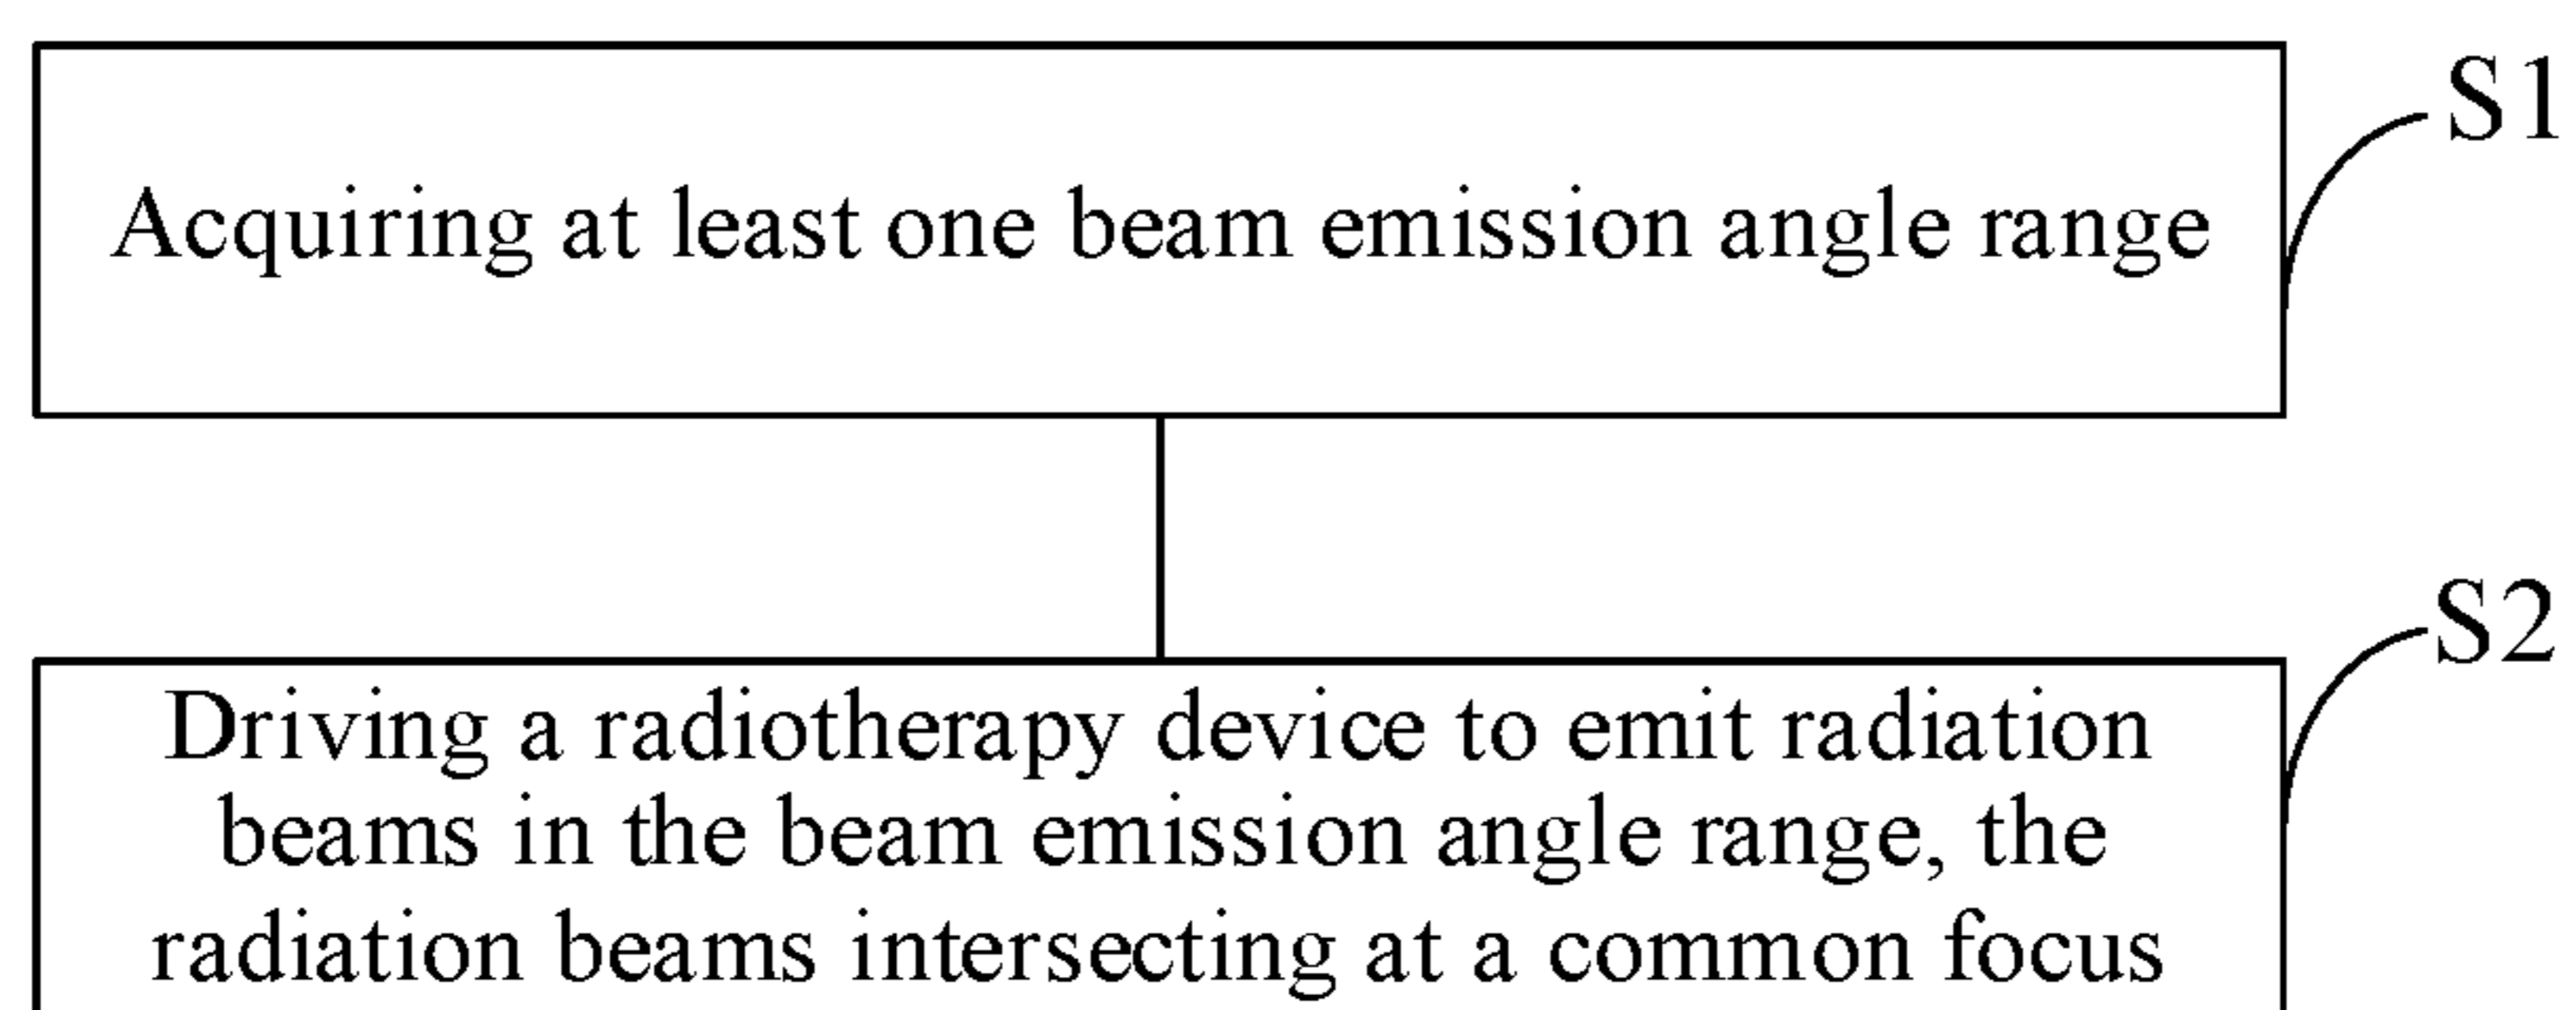 Acquiring at least one beam emission angle range
S1
Driving a radiotherapy device to emit radiation
beams in the beam emission angle range, the
radiation beams intersecting at a common focus
S2